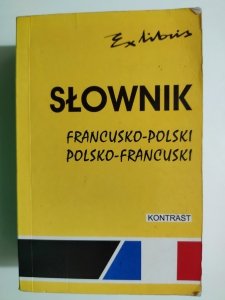 Ex libris
SŁOWNIK
FRANCUSKO-POLSKI
POLSKO-FRANCUSKI
KONTRAST